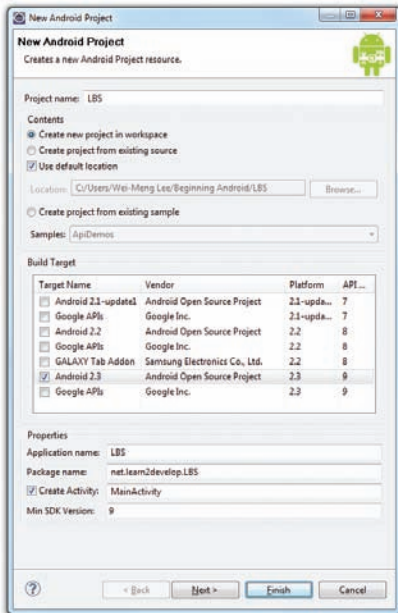 New Android Project
New Android Project
Creates a new Android Project resource.
Project name: LBS
Contents
Create new project in workspace
Create project from existing source
Use default location
Location: C:/Users/Wei-Meng Lee/Beginning Android/LBS Browse...
Create project from existing sample
Samples: ApiDemos
Build Target
Target Name Vendor Platform API...
Android 2.1-update1 Android Open Source Project 2.1-upda... 7
Google APIs Google Inc. 2.1-upda... 7
Android 2.2 Android Open Source Project 2.2 8
Google APIs Google Inc. 2.2 8
GALAXY Tab Addon Samsung Electronics Co., Ltd. 2.2 8
Android 2.3 Android Open Source Project 2.3 9
Google APIs Google Inc. 2.3 9
Properties
Application name: LBS
Package name: net.learn2develop.LBS
Create Activity: MainActivity
Min SDK Version: 9
? < Back Next > Finish Cancel